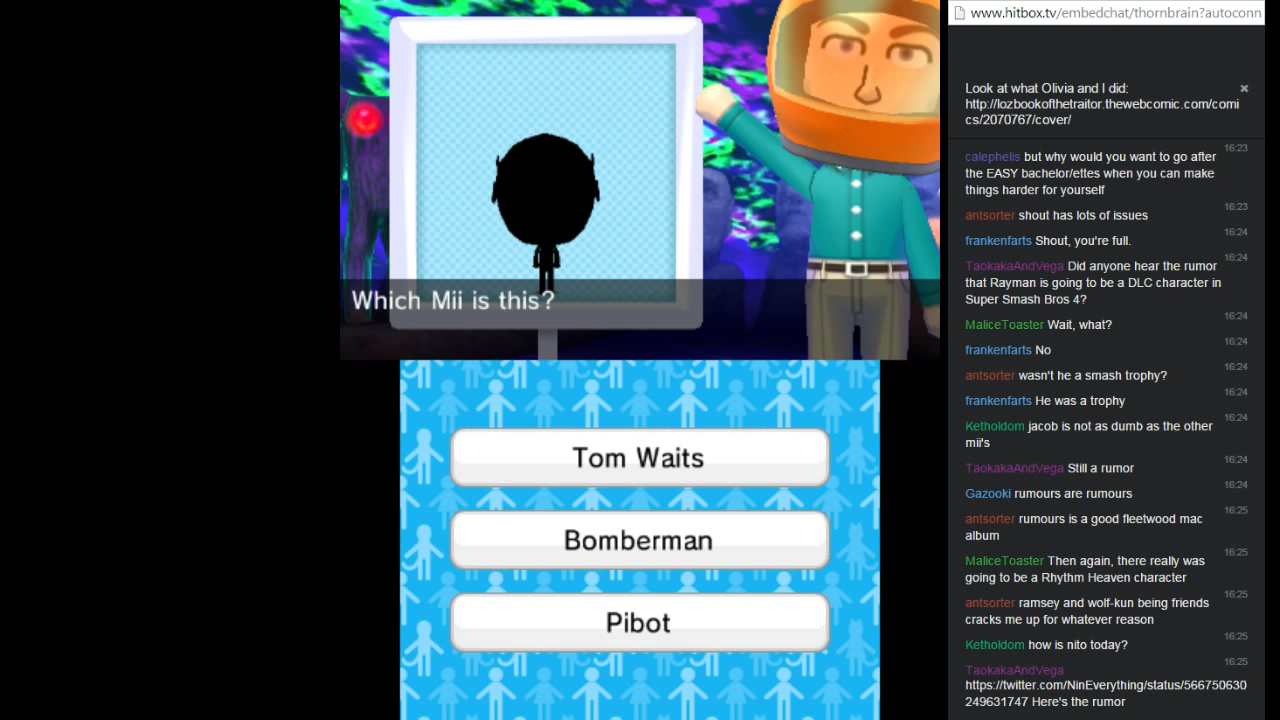 Which Mii is this?
Tom Waits
Bomberman
Pibot
www.hitbox.tv/embedchat/thornbrain?autoconn
Look at what Olivia and I did:
http://lozbookofthetraitor.thewebcomic.com/comi
cs/2070767/cover/
16:23
calephelis but why would you want to go after
the EASY bachelor/ettes when you can make
things harder for yourself
16:23
antsorter shout has lots of issues
16:24
frankenfarts Shout, you're full.
16:24
TaokakaAndVega Did anyone hear the rumor
that Rayman is going to be a DLC character in
Super Smash Bros 4?
16:24
MaliceToaster Wait, what?
16:24
frankenfarts No
16:24
antsorter wasn't he a smash trophy?
16:24
frankenfarts He was a trophy
16:24
Ketholdom jacob is not as dumb as the other
mii's
16:24
TaokakaAndVega Still a rumor
16:24
Gazooki rumours are rumours
16:25
antsorter rumours is a good fleetwood mac
album
16:25
MaliceToaster Then again, there really was
going to be a Rhythm Heaven character
16:25
antsorter ramsey and wolf-kun being friends
cracks me up for whatever reason
16:25
Ketholdom how is nito today?
16:25
TaokakaAndVega
https://twitter.com/NinEverything/status/566750630
249631747 Here's the rumor